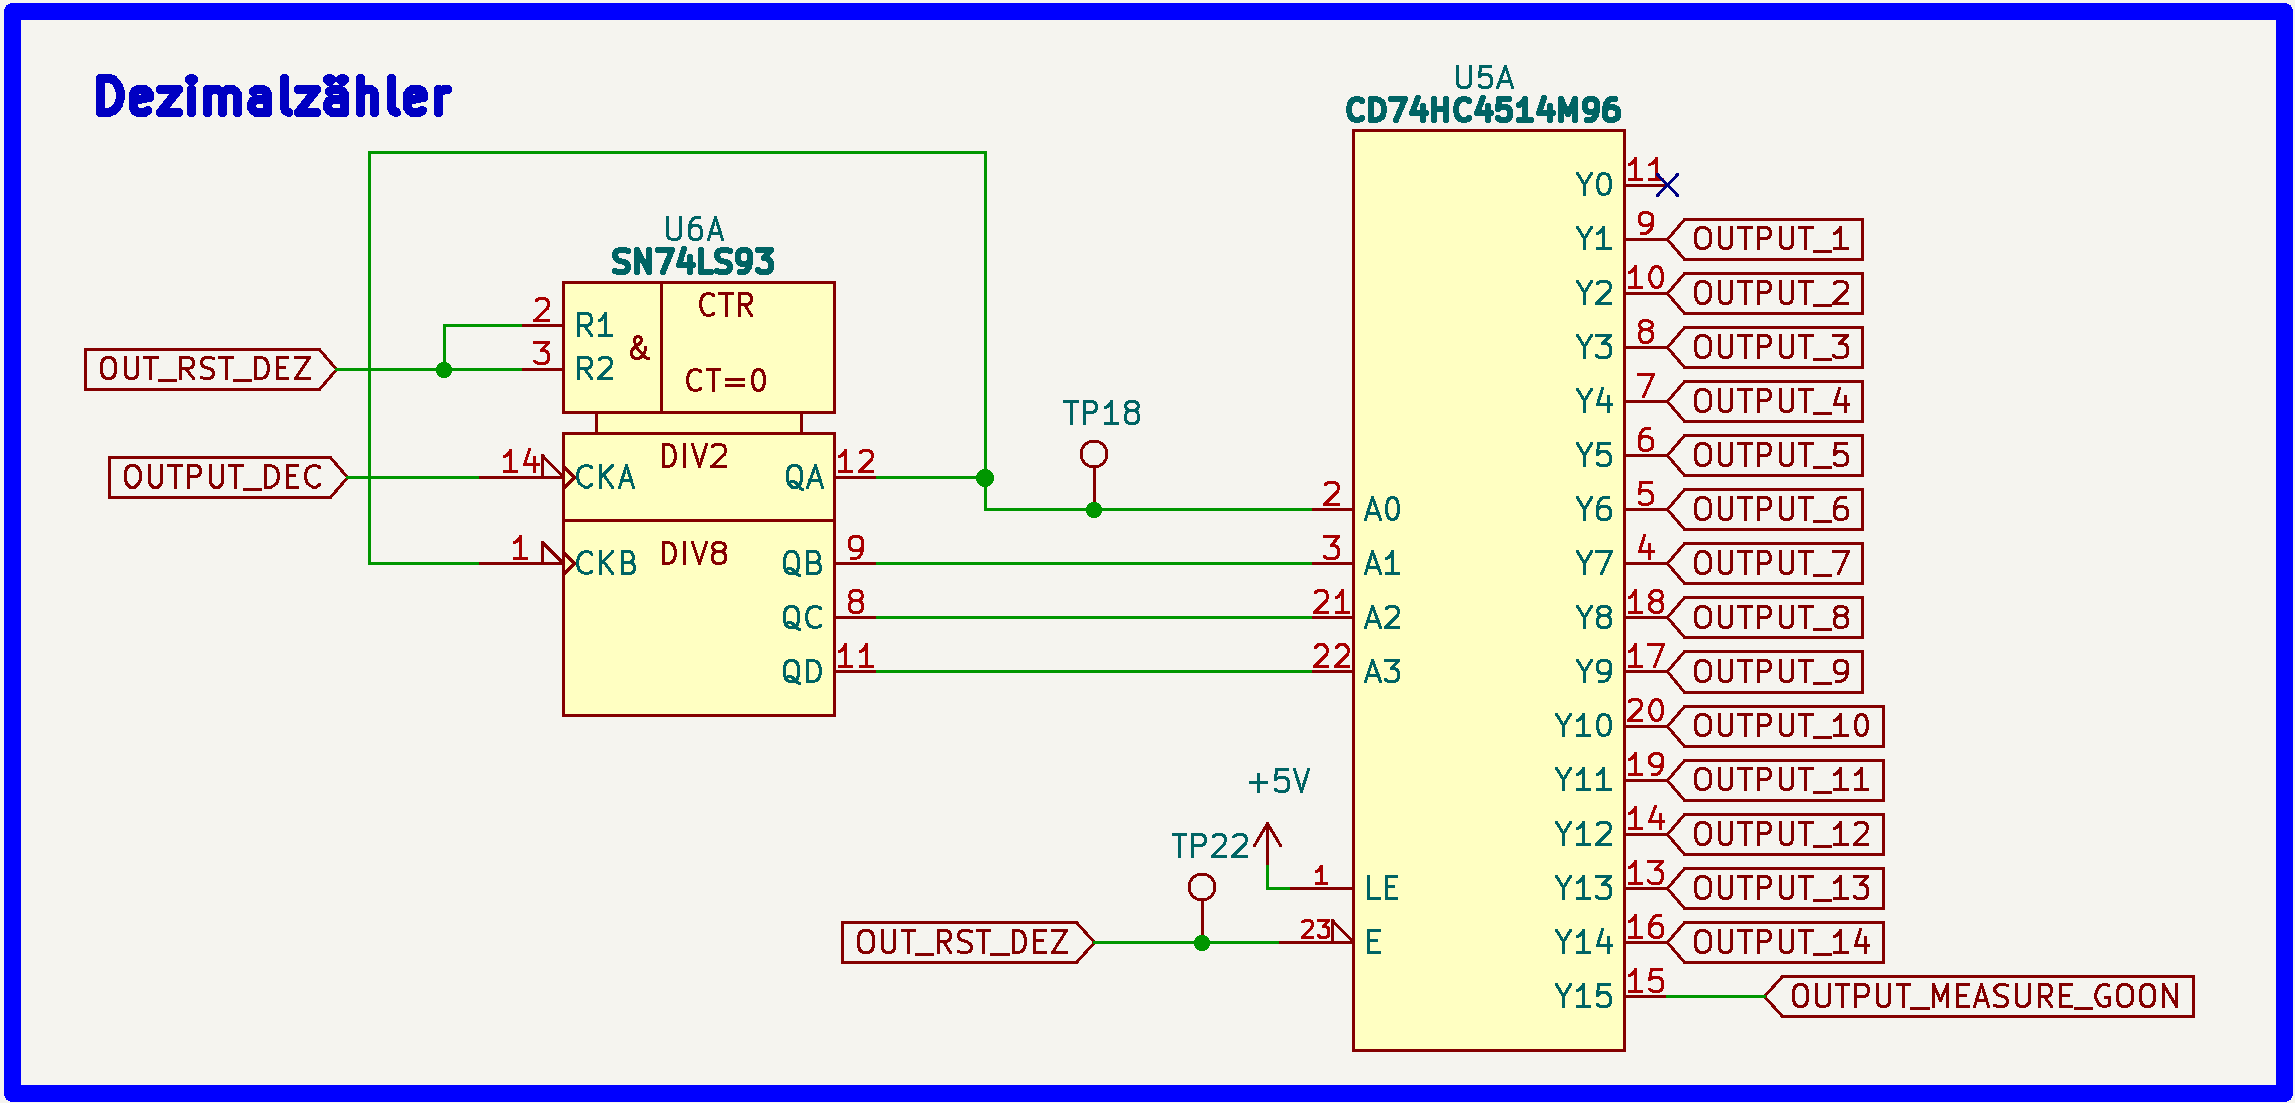 Dezimalzähler
U6A
SN74LS93
CTR
CT=0
&
2
R1
3
R2
OUT_RST_DEZ
DIV2
14
CKA
QA
12
OUTPUT_DEC
DIV8
1
CKB
QB
9
QC
8
QD
11
TP18
U5A
CD74HC4514M96
2
A0
3
A1
21
A2
22
A3
+5V
TP22
1
LE
OUT_RST_DEZ
23
E
Y0
11
Y1
9
OUTPUT_1
Y2
10
OUTPUT_2
Y3
8
OUTPUT_3
Y4
7
OUTPUT_4
Y5
6
OUTPUT_5
Y6
5
OUTPUT_6
Y7
4
OUTPUT_7
Y8
18
OUTPUT_8
Y9
17
OUTPUT_9
Y10
20
OUTPUT_10
Y11
19
OUTPUT_11
Y12
14
OUTPUT_12
Y13
13
OUTPUT_13
Y14
16
OUTPUT_14
Y15
15
OUTPUT_MEASURE_GOON